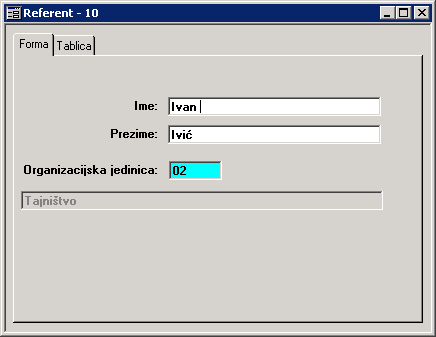 Referent - 10
Forma Tablica
Ime: Ivan
Prezime: Ivić
Organizacijska jedinica: 02
Tajništvo